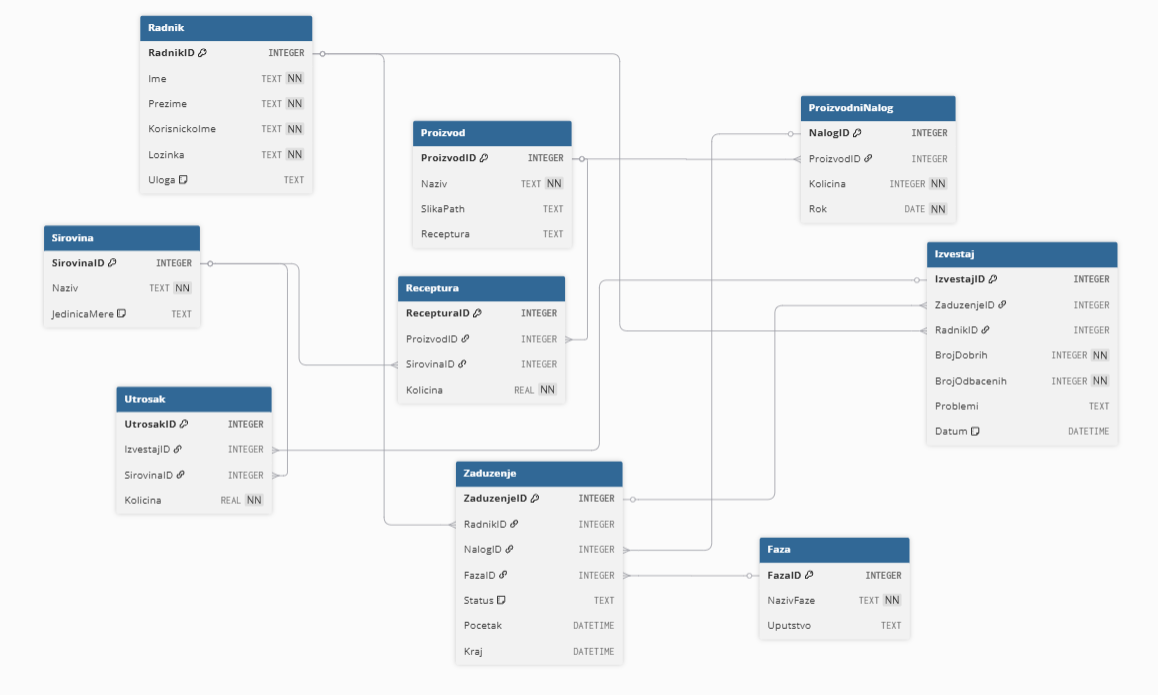 Radnik
RadnikID INTEGER
Ime TEXT NN
Prezime TEXT NN
KorisnickoIme TEXT NN
Lozinka TEXT NN
Uloga TEXT
Proizvod
ProizvodID INTEGER
Naziv TEXT NN
SlikaPath TEXT
Receptura TEXT
ProizvodniNalog
NalogID INTEGER
ProizvodID INTEGER
Kolicina INTEGER NN
Rok DATE NN
Sirovina
SirovinaID INTEGER
Naziv TEXT NN
JedinicaMere TEXT
Receptura
RecepturaID INTEGER
ProizvodID INTEGER
SirovinaID INTEGER
Kolicina REAL NN
Izvestaj
IzvestajID INTEGER
ZaduzenjeID INTEGER
RadnikID INTEGER
BrojDobrih INTEGER NN
BrojOdbacenih INTEGER NN
Problemi TEXT
Datum DATETIME
Utrosak
UtrosakID INTEGER
IzvestajID INTEGER
SirovinaID INTEGER
Kolicina REAL NN
Zaduzenje
ZaduzenjeID INTEGER
RadnikID INTEGER
NalogID INTEGER
FazaID INTEGER
Status TEXT
Pocetak DATETIME
Kraj DATETIME
Faza
FazaID INTEGER
NazivFaze TEXT NN
Uputstvo TEXT